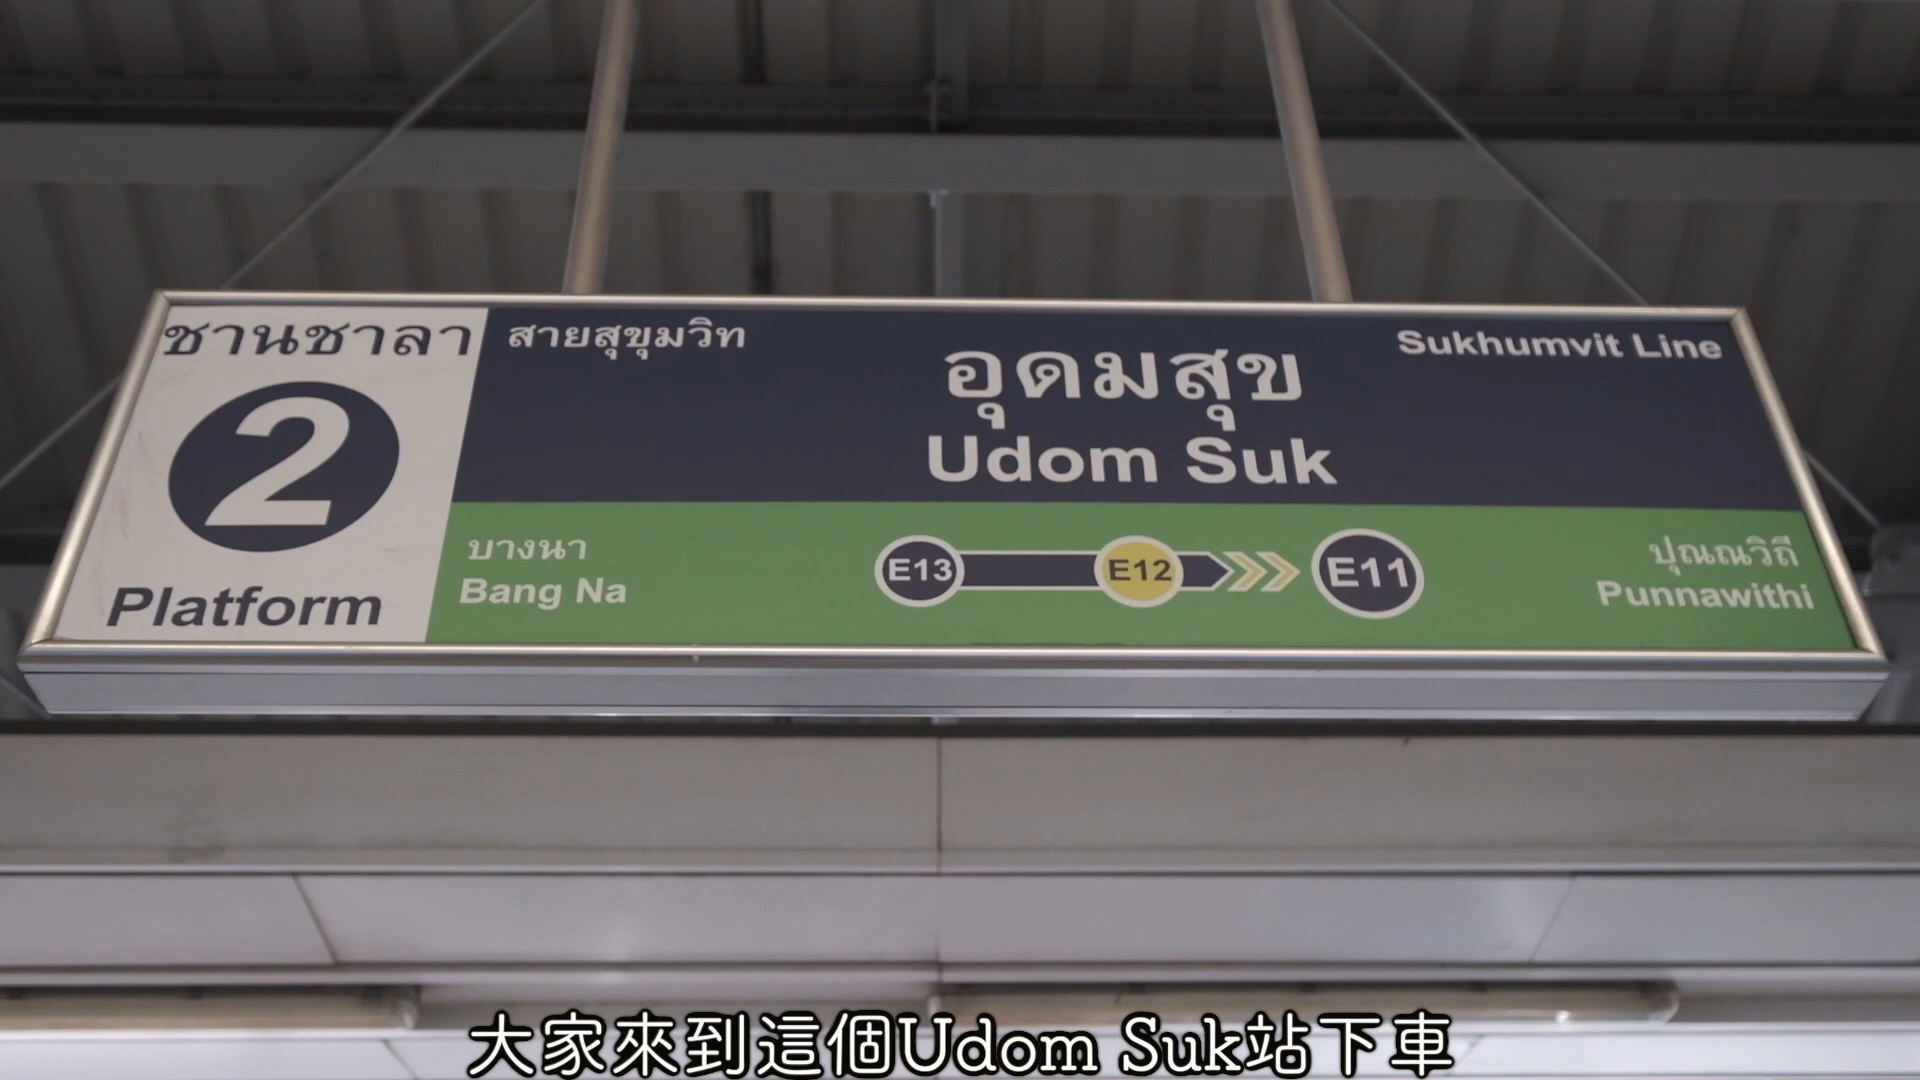 ชานชาลา
2
Platform
สายสุขุมวิท
อุดมสุข
Udom Suk
Sukhumvit Line
บางนา
Bang Na
E13
E12
E11
ปุณณวิถี
Punnawithi
大家來到這個Udom Suk站下車